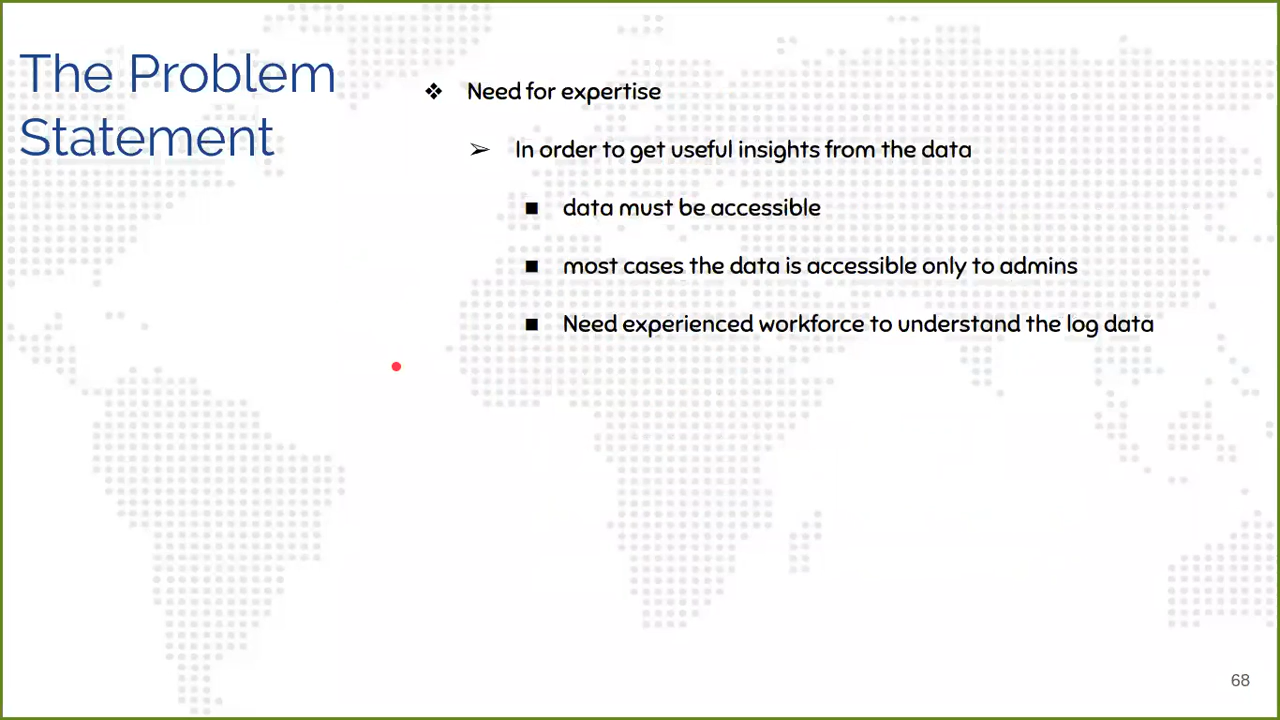 The Problem
Statement
❖ Need for expertise
➢ In order to get useful insights from the data
■ data must be accessible
■ most cases the data is accessible only to admins
■ Need experienced workforce to understand the log data
68